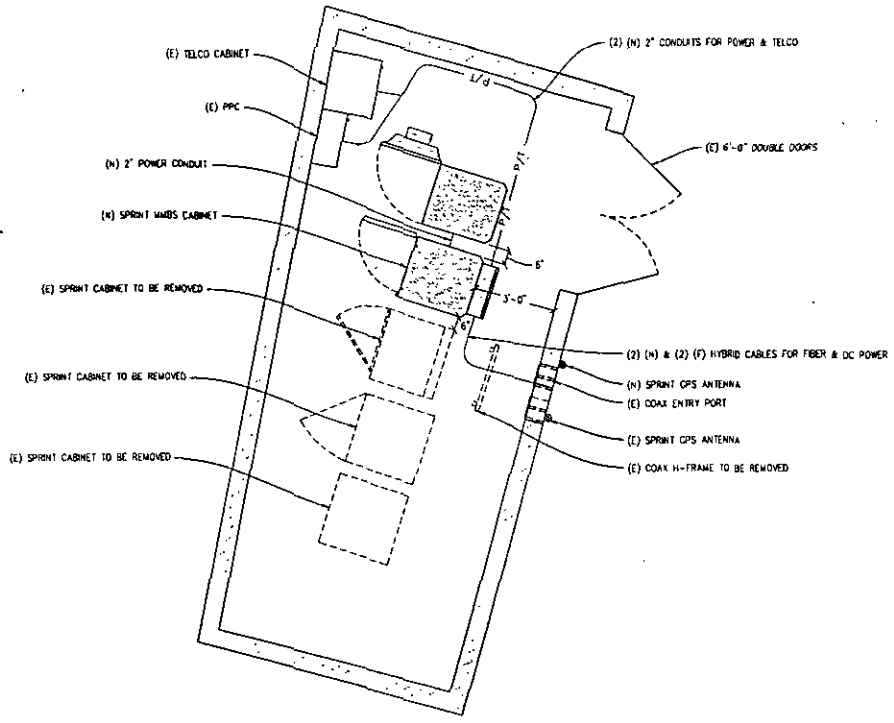 (E) TELCO CABINET
(E) PPC
(N) 2" POWER CONDUIT
(N) SPRINT MMBS CABINET
(E) SPRINT CABINET TO BE REMOVED
(E) SPRINT CABINET TO BE REMOVED
(E) SPRINT CABINET TO BE REMOVED
(2) (N) 2" CONDUITS FOR POWER & TELCO
P/T
P/T
P/T
(E) 6'-0" DOUBLE DOORS
6"
3'-0"
6"
(2) (N) & (2) (F) HYBRID CABLES FOR FIBER & DC POWER
(N) SPRINT GPS ANTENNA
(E) COAX ENTRY PORT
(E) SPRINT GPS ANTENNA
(E) COAX H-FRAME TO BE REMOVED